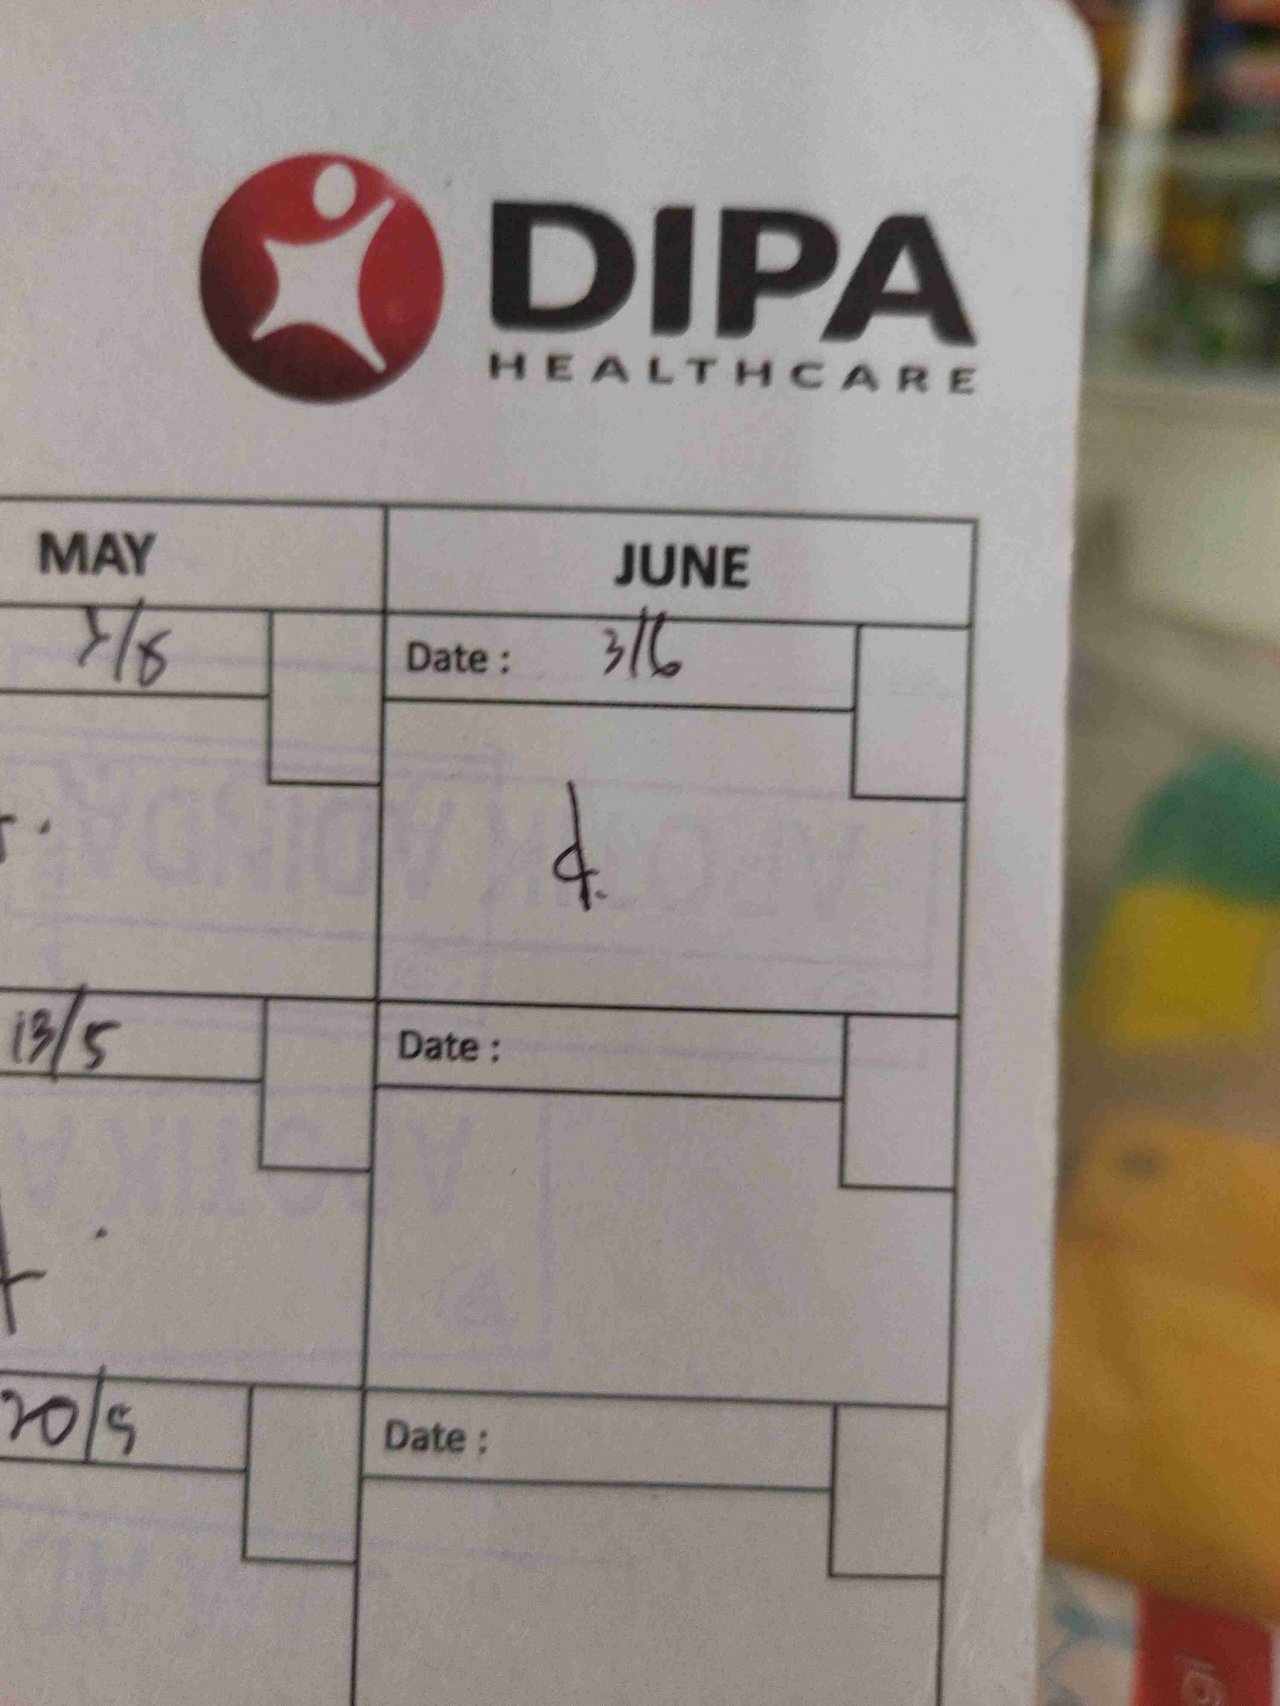 DIPA
HEALTHCARE
MAY JUNE
Date : 3/6
d.
13/5 Date :
20/5 Date :